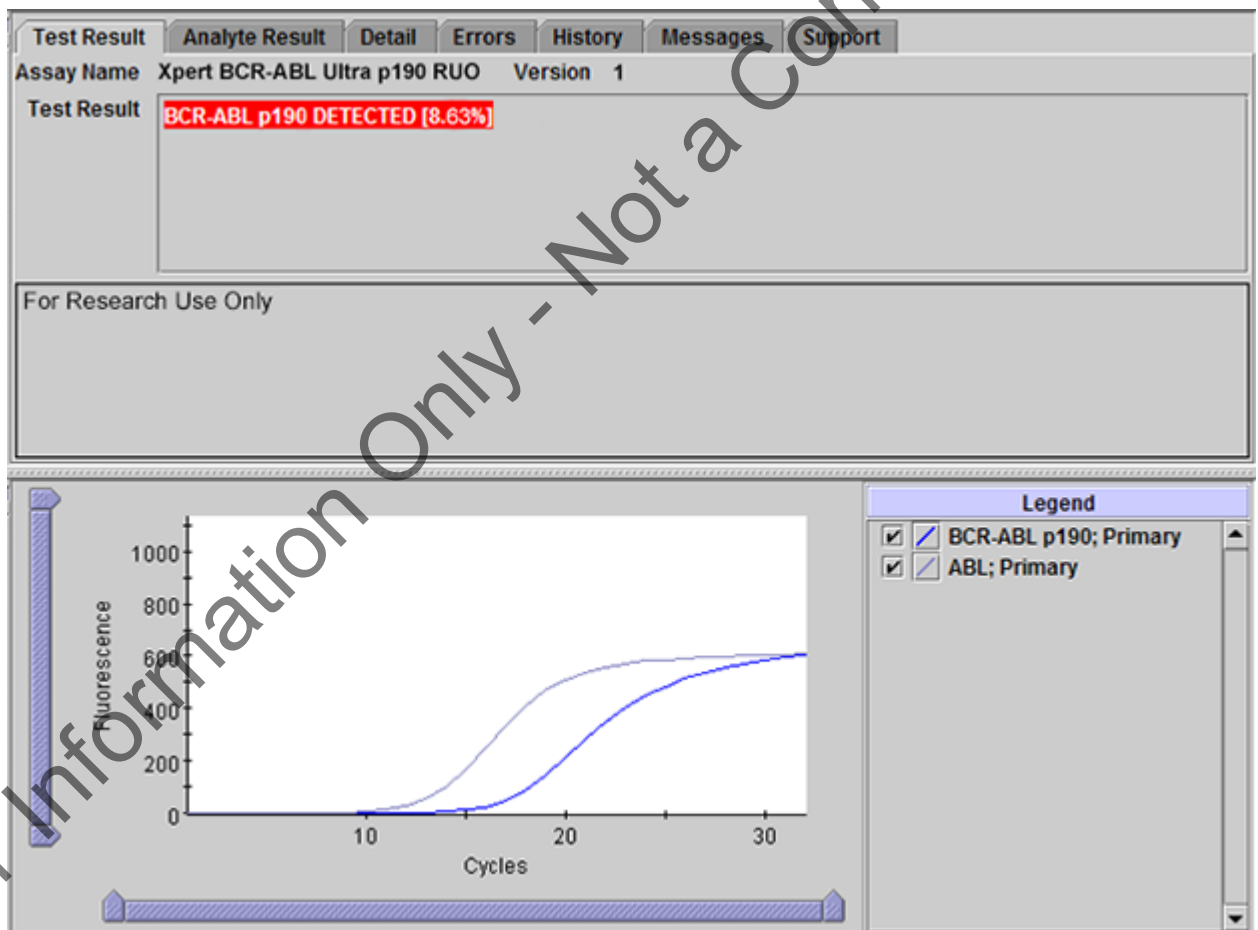 Test Result Analyte Result Detail Errors History Messages Support
Assay Name Xpert BCR-ABL Ultra p190 RUO Version 1
Test Result BCR-ABL p190 DETECTED [8.63%]
For Research Use Only
Legend
BCR-ABL p190; Primary
ABL; Primary
Fluorescence
1000
800
600
400
200
0
10 20 30
Cycles
Information Only - Not a